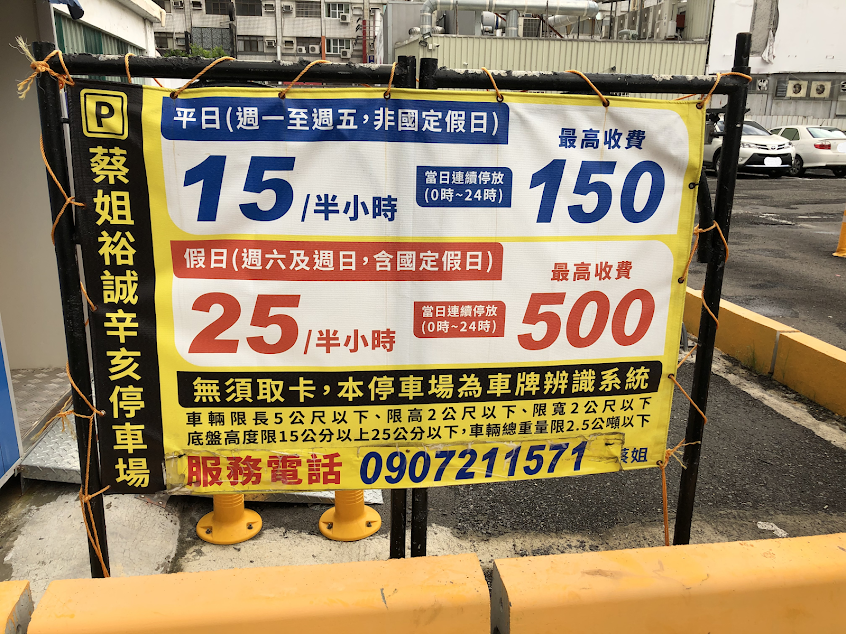 P
蔡姐裕誠辛亥停車場
平日(週一至週五,非國定假日)
15/半小時
當日連續停放
(0時~24時)
最高收費
150
假日(週六及週日,含國定假日)
25/半小時
當日連續停放
(0時~24時)
最高收費
500
無須取卡,本停車場為車牌辨識系統
車輛限長5公尺以下、限高2公尺以下、限寬2公尺以下
底盤高度限15公分以上25公分以下,車輛總重量限2.5公噸以下
服務電話 0907211571 蔡姐